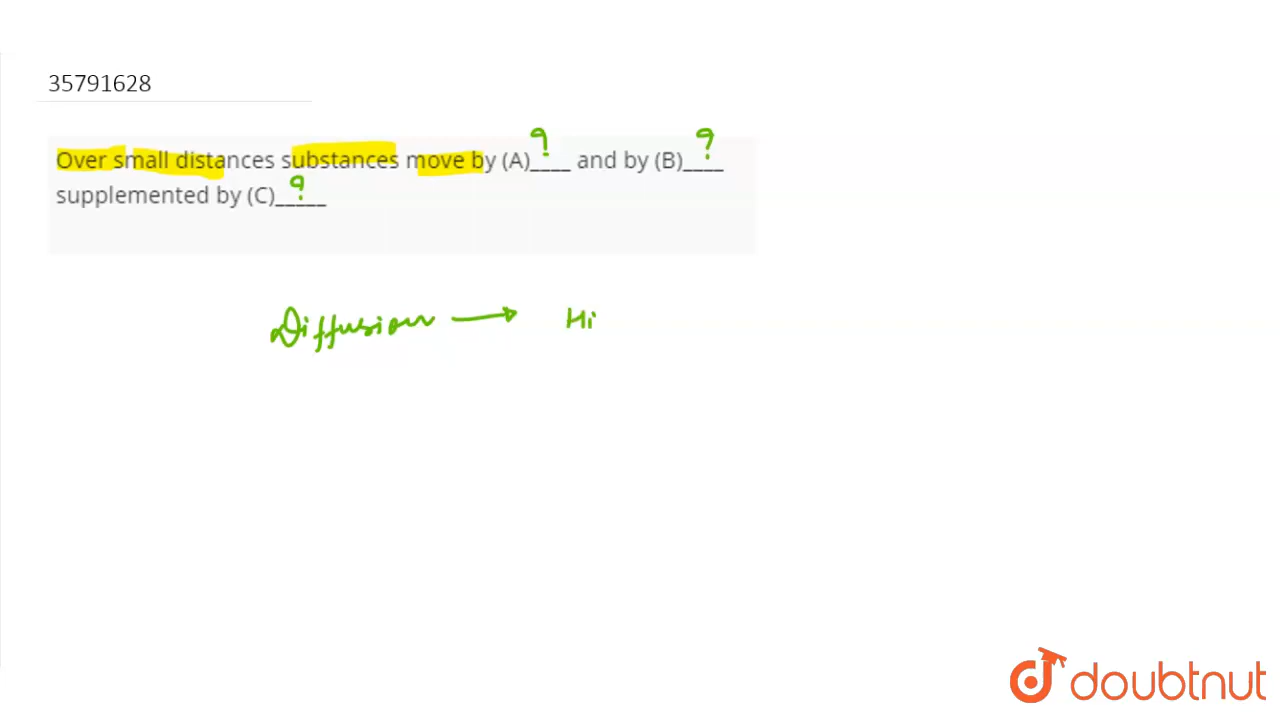 35791628
? ?
Over small distances substances move by (A)____ and by (B)____
supplemented by (C)_____ ?
Diffusion → Hi
doubtnut